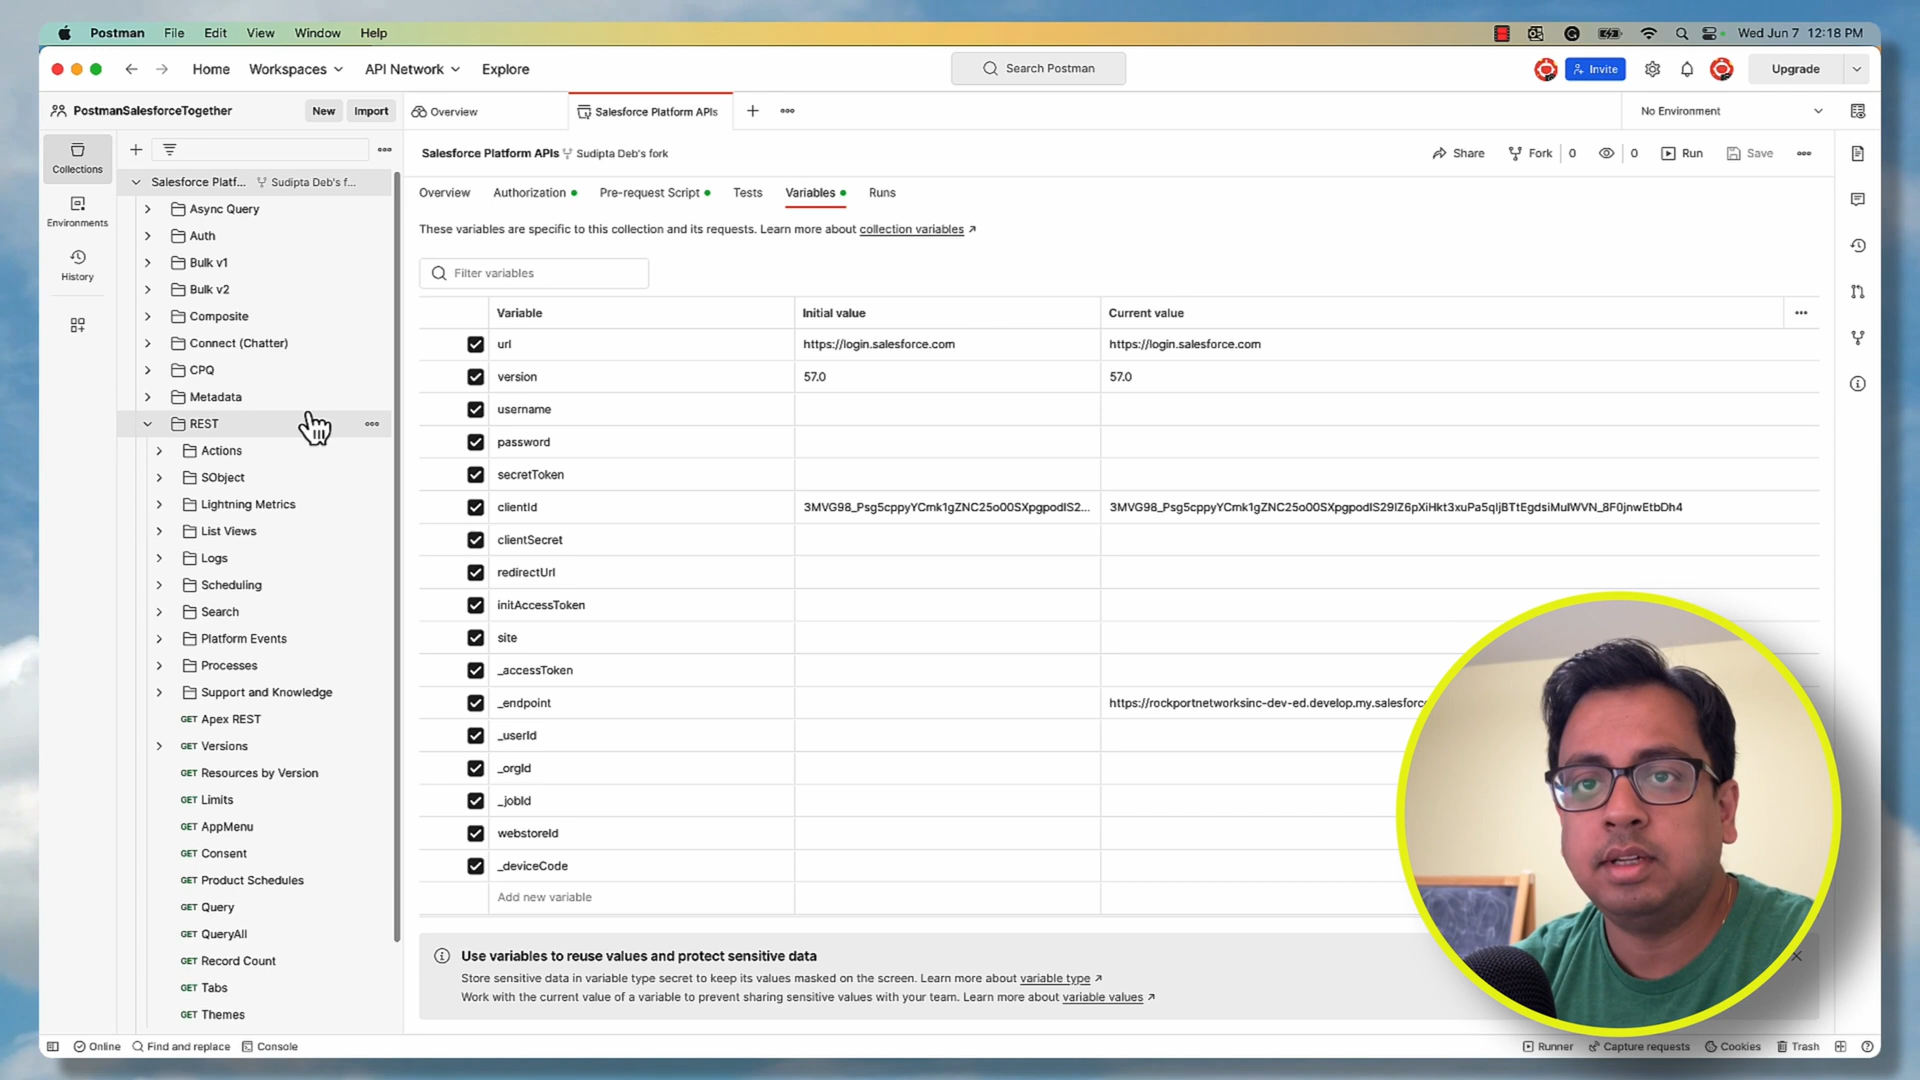 Postman File Edit View Window Help
Wed Jun 7 12:18 PM
Home Workspaces API Network Explore
Search Postman
Invite
Upgrade
PostmanSalesforceTogether
New Import
Overview
Salesforce Platform APIs
No Environment
Collections
Environments
History
Salesforce Platf... Sudipta Deb's f...
Async Query
Auth
Bulk v1
Bulk v2
Composite
Connect (Chatter)
CPQ
Metadata
REST
Actions
SObject
Lightning Metrics
List Views
Logs
Scheduling
Search
Platform Events
Processes
Support and Knowledge
GET Apex REST
GET Versions
GET Resources by Version
GET Limits
GET AppMenu
GET Consent
GET Product Schedules
GET Query
GET QueryAll
GET Record Count
GET Tabs
GET Themes
Salesforce Platform APIs Sudipta Deb's fork
Share Fork 0 0 Run Save
Overview Authorization Pre-request Script Tests Variables Runs
These variables are specific to this collection and its requests. Learn more about collection variables ↗
Filter variables
Variable Initial value Current value
url https://login.salesforce.com https://login.salesforce.com
version 57.0 57.0
username
password
secretToken
clientId 3MVG98_Psg5cppyYCmk1gZNC25o00SXpgpodIS2... 3MVG98_Psg5cppyYCmk1gZNC25o00SXpgpodIS29IZ6pXiHkt3xuPa5qIjBTtEgdsiMulWVN_8F0jnwEtbDh4
clientSecret
redirectUrl
initAccessToken
site
_accessToken
_endpoint https://rockportnetworksinc-dev-ed.develop.my.salesforc
_userId
_orgId
_jobId
webstoreId
_deviceCode
Add new variable
Use variables to reuse values and protect sensitive data
Store sensitive data in variable type secret to keep its values masked on the screen. Learn more about variable type ↗
Work with the current value of a variable to prevent sharing sensitive values with your team. Learn more about variable values ↗
Online Find and replace Console
Runner Capture requests Cookies Trash